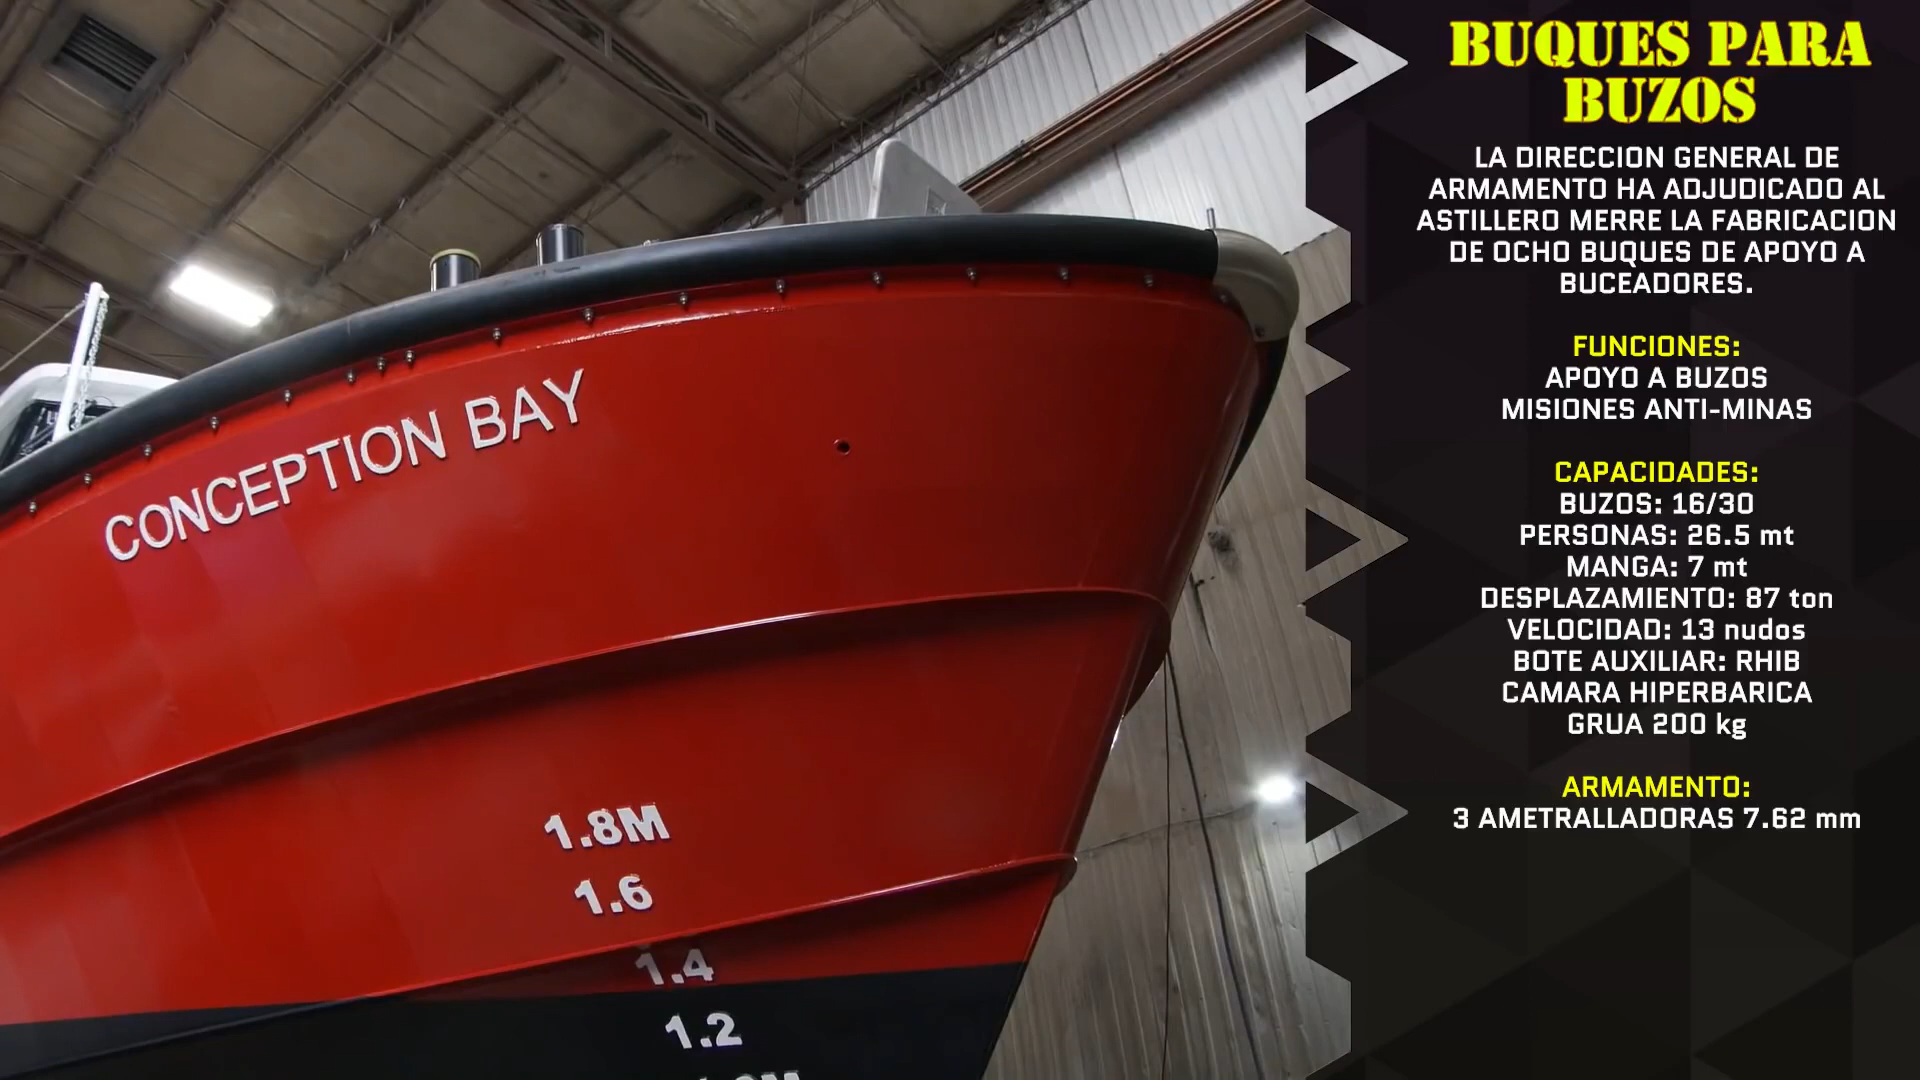 BUQUES PARA
BUZOS
LA DIRECCION GENERAL DE
ARMAMENTO HA ADJUDICADO AL
ASTILLERO MERRE LA FABRICACION
DE OCHO BUQUES DE APOYO A
BUCEADORES.
FUNCIONES:
APOYO A BUZOS
MISIONES ANTI-MINAS
CAPACIDADES:
BUZOS: 16/30
PERSONAS: 26.5 mt
MANGA: 7 mt
DESPLAZAMIENTO: 87 ton
VELOCIDAD: 13 nudos
BOTE AUXILIAR: RHIB
CAMARA HIPERBARICA
GRUA 200 kg
ARMAMENTO:
3 AMETRALLADORAS 7.62 mm
CONCEPTION BAY
1.8M
1.6
1.4
1.2